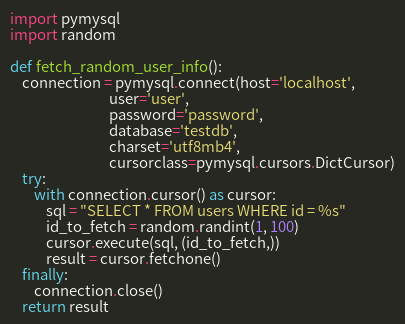 import pymysql
import random

def fetch_random_user_info():
    connection = pymysql.connect(host='localhost',
                                 user='user',
                                 password='password',
                                 database='testdb',
                                 charset='utf8mb4',
                                 cursorclass=pymysql.cursors.DictCursor)
    try:
        with connection.cursor() as cursor:
            sql = "SELECT * FROM users WHERE id = %s"
            id_to_fetch = random.randint(1, 100)
            cursor.execute(sql, (id_to_fetch,))
            result = cursor.fetchone()
    finally:
        connection.close()
    return result